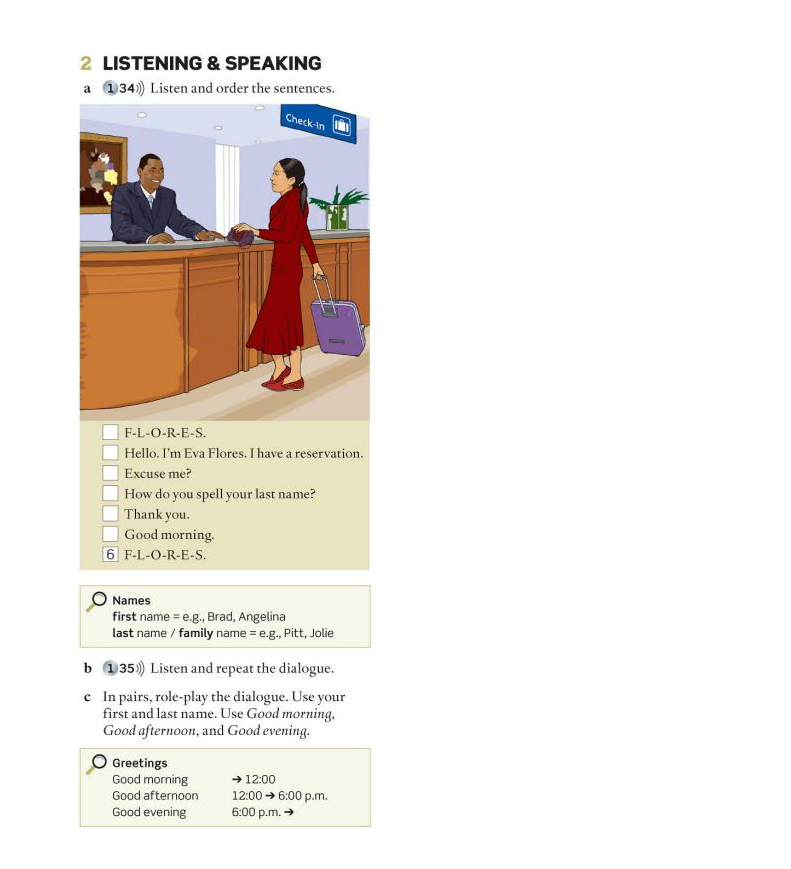 2 LISTENING & SPEAKING
a 1 34))) Listen and order the sentences.
Check-In
F-L-O-R-E-S.
Hello. I'm Eva Flores. I have a reservation.
Excuse me?
How do you spell your last name?
Thank you.
Good morning.
6 F-L-O-R-E-S.
Names
first name = e.g., Brad, Angelina
last name / family name = e.g., Pitt, Jolie
b 1 35))) Listen and repeat the dialogue.
c In pairs, role-play the dialogue. Use your
first and last name. Use Good morning,
Good afternoon, and Good evening.
Greetings
Good morning → 12:00
Good afternoon 12:00 → 6:00 p.m.
Good evening 6:00 p.m. →